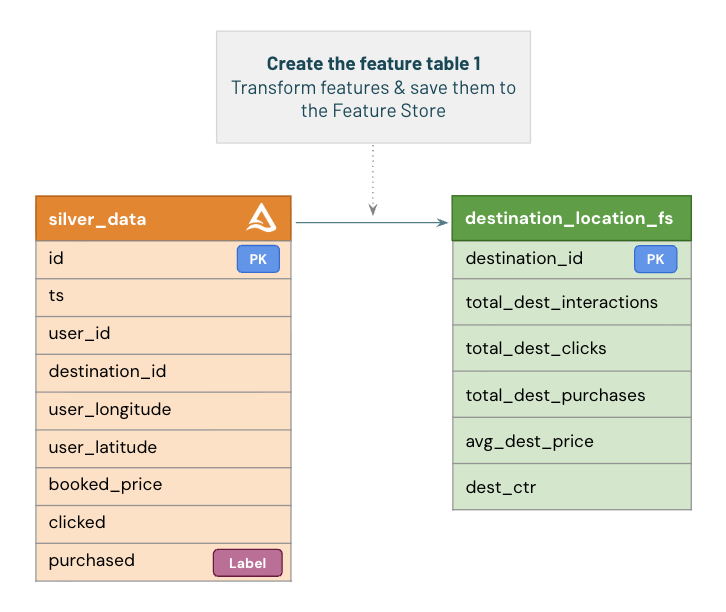 Create the feature table 1
Transform features & save them to
the Feature Store
silver_data
id PK
ts
user_id
destination_id
user_longitude
user_latitude
booked_price
clicked
purchased Label
destination_location_fs
destination_id PK
total_dest_interactions
total_dest_clicks
total_dest_purchases
avg_dest_price
dest_ctr